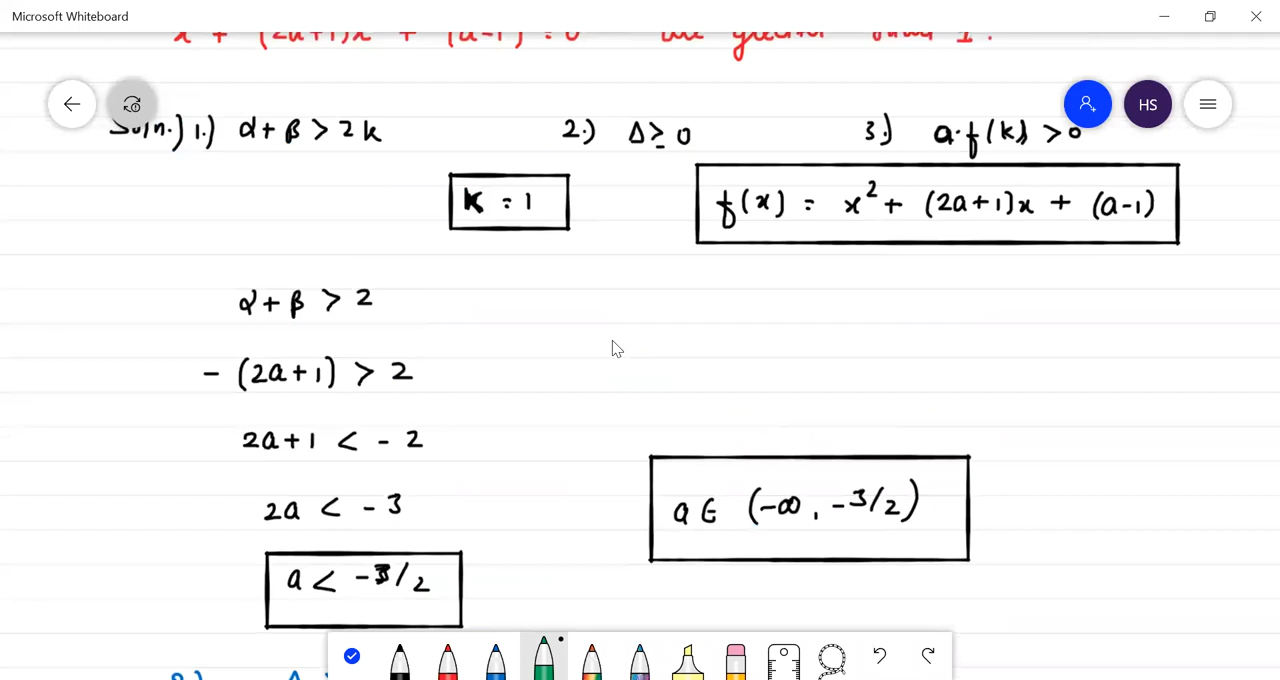 Microsoft Whiteboard
Soln.) 1.) α + β > 2k 2.) Δ ≥ 0 3.) a.f(k) > 0
HS
k = 1
f(x) = x² + (2a+1)x + (a-1)
α + β > 2
- (2a+1) > 2
2a+1 < - 2
2a < - 3
a ∈ (-∞, -3/2)
a < -3/2